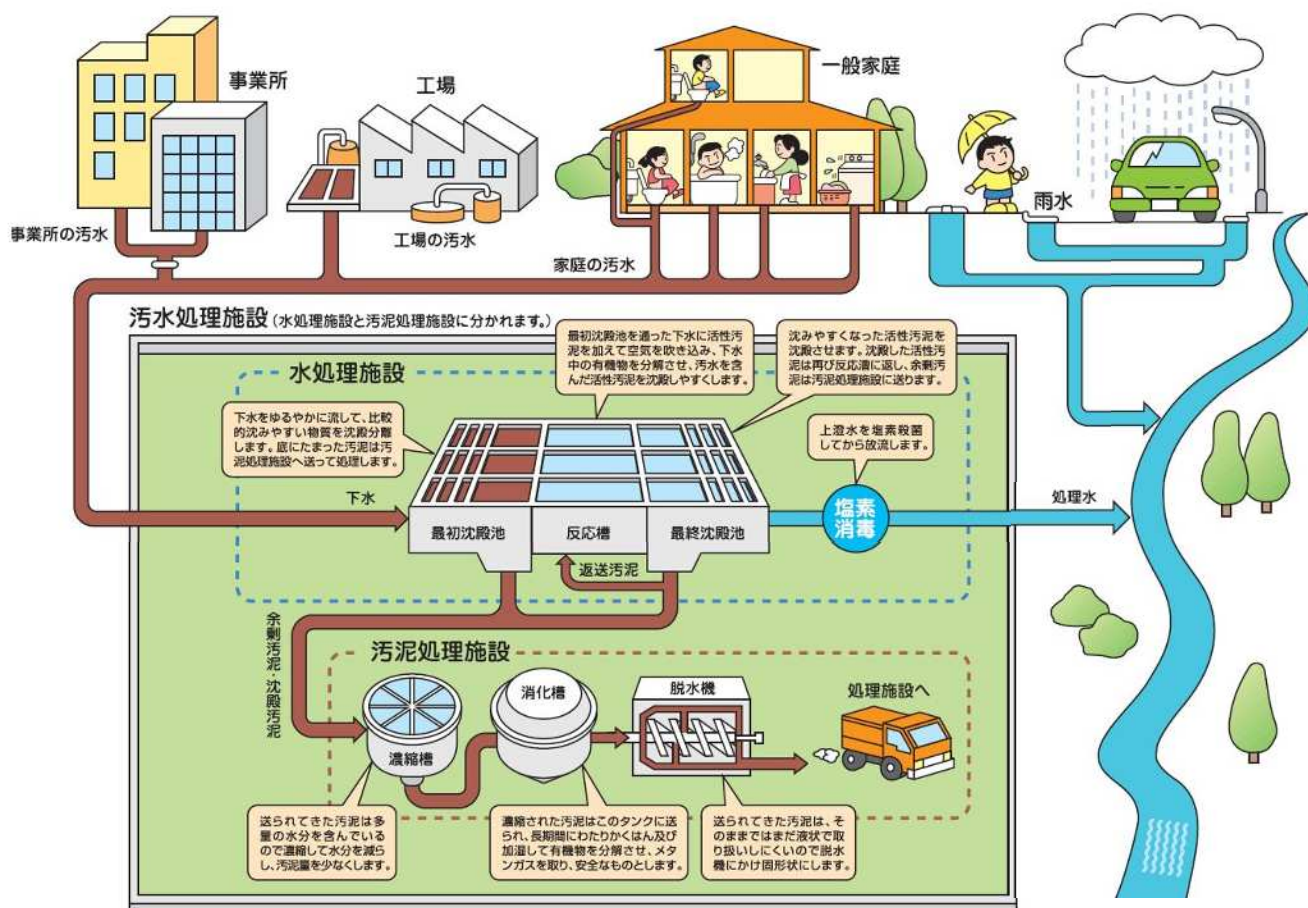 事業所
工場
一般家庭
雨水
事業所の汚水
工場の汚水
家庭の汚水
汚水処理施設(水処理施設と汚泥処理施設に分かれます。)
水処理施設
最初沈殿池を通った下水に活性汚
泥を加えて空気を吹き込み、下水
中の有機物を分解させ、汚水を含
んだ活性汚泥を沈殿しやすくします。
沈みやすくなった活性汚泥を
沈殿させます。沈殿した活性汚
泥は再び反応漕に返し、余剰汚
泥は汚泥処理施設に送ります。
下水をゆるやかに流して、比較
的沈みやすい物質を沈殿分離
します。底にたまった汚泥は汚
泥処理施設へ送って処理します。
上澄水を塩素殺菌
してから放流します。
下水
最初沈殿池
反応槽
最終沈殿池
塩素
消毒
処理水
返送汚泥
余剰汚泥・沈殿汚泥
汚泥処理施設
濃縮槽
消化槽
脱水機
処理施設へ
送られてきた汚泥は多
量の水分を含んでいる
ので濃縮して水分を減ら
し、汚泥量を少なくします。
濃縮された汚泥はこのタンクに送
られ、長期間にわたりかくはん及び
加湿して有機物を分解させ、メタ
ンガスを取り、安全なものとします。
送られてきた汚泥は、そ
のままではまだ液状で取
り扱いしにくいので脱水
機にかけ固形状にします。